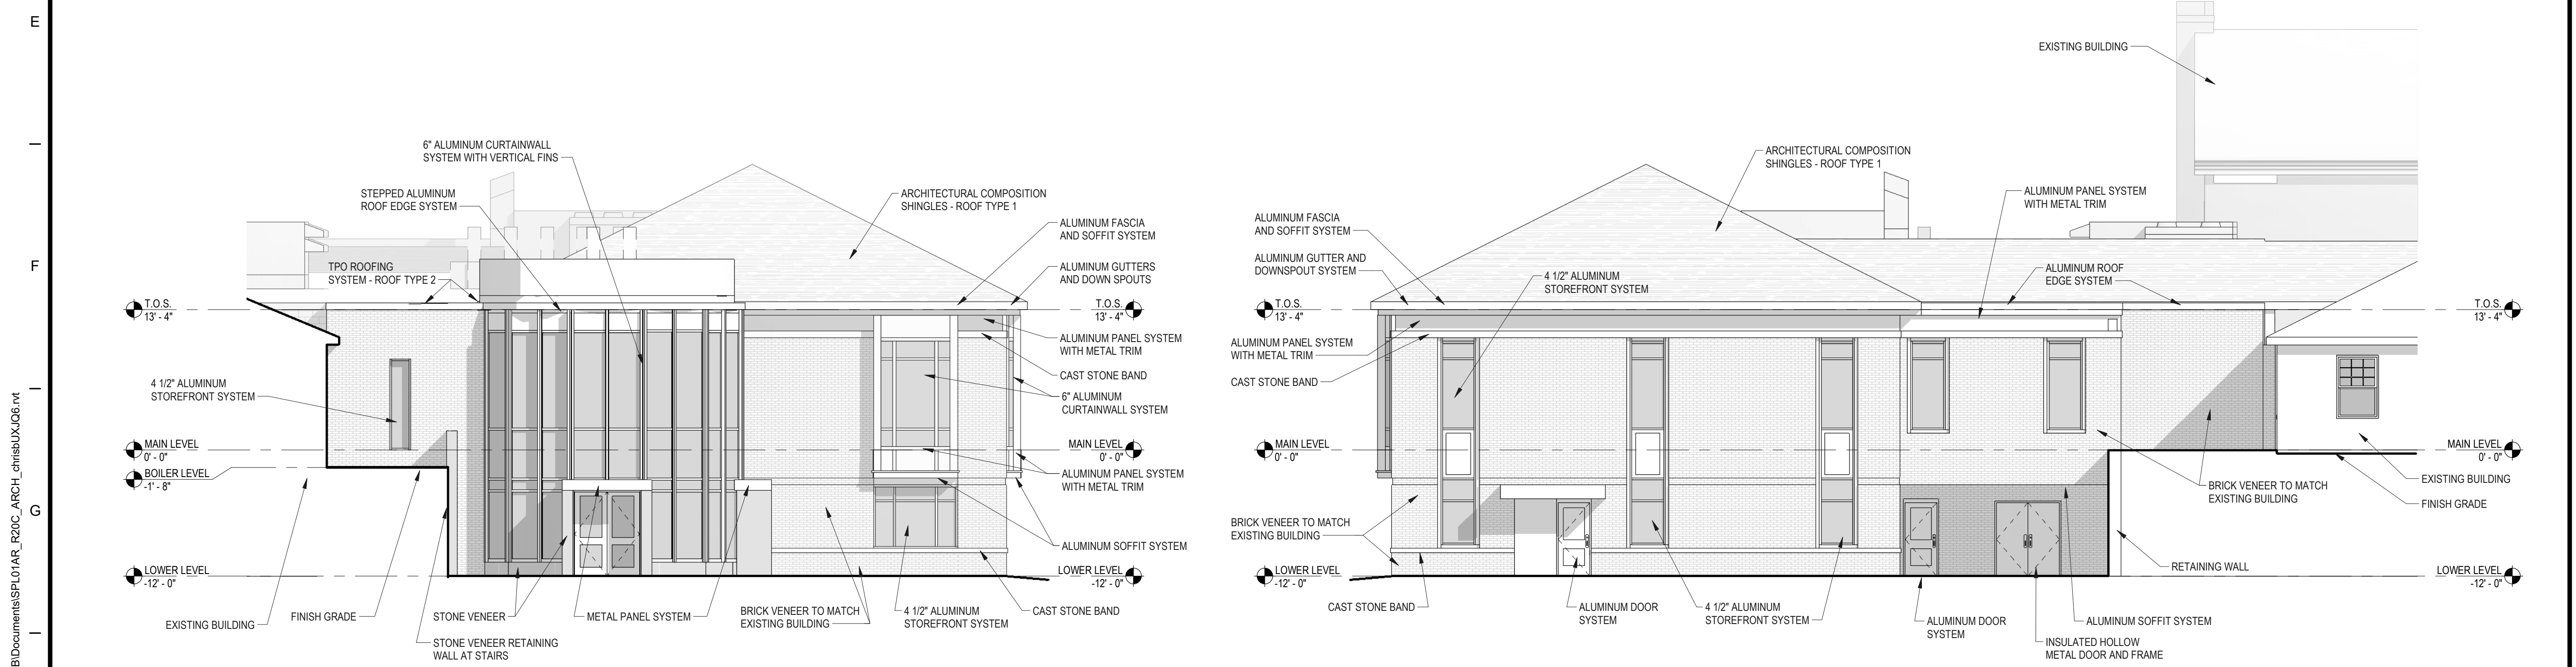 E
F
G
B\Documents\SPL01AR_R20C_ARCH_chrisbUXJQ6.rvt
6" ALUMINUM CURTAINWALL
SYSTEM WITH VERTICAL FINS
STEPPED ALUMINUM
ROOF EDGE SYSTEM
TPO ROOFING
SYSTEM - ROOF TYPE 2
ARCHITECTURAL COMPOSITION
SHINGLES - ROOF TYPE 1
ALUMINUM FASCIA
AND SOFFIT SYSTEM
ALUMINUM GUTTERS
AND DOWN SPOUTS
T.O.S.
13' - 4"
T.O.S.
13' - 4"
ALUMINUM PANEL SYSTEM
WITH METAL TRIM
CAST STONE BAND
6" ALUMINUM
CURTAINWALL SYSTEM
4 1/2" ALUMINUM
STOREFRONT SYSTEM
MAIN LEVEL
0' - 0"
BOILER LEVEL
-1' - 8"
MAIN LEVEL
0' - 0"
ALUMINUM PANEL SYSTEM
WITH METAL TRIM
ALUMINUM SOFFIT SYSTEM
LOWER LEVEL
-12' - 0"
LOWER LEVEL
-12' - 0"
EXISTING BUILDING
FINISH GRADE
STONE VENEER
STONE VENEER RETAINING
WALL AT STAIRS
METAL PANEL SYSTEM
BRICK VENEER TO MATCH
EXISTING BUILDING
4 1/2" ALUMINUM
STOREFRONT SYSTEM
CAST STONE BAND
EXISTING BUILDING
ARCHITECTURAL COMPOSITION
SHINGLES - ROOF TYPE 1
ALUMINUM PANEL SYSTEM
WITH METAL TRIM
ALUMINUM FASCIA
AND SOFFIT SYSTEM
ALUMINUM GUTTER AND
DOWNSPOUT SYSTEM
4 1/2" ALUMINUM
STOREFRONT SYSTEM
ALUMINUM ROOF
EDGE SYSTEM
T.O.S.
13' - 4"
T.O.S.
13' - 4"
ALUMINUM PANEL SYSTEM
WITH METAL TRIM
CAST STONE BAND
MAIN LEVEL
0' - 0"
MAIN LEVEL
0' - 0"
EXISTING BUILDING
BRICK VENEER TO MATCH
EXISTING BUILDING
FINISH GRADE
BRICK VENEER TO MATCH
EXISTING BUILDING
RETAINING WALL
LOWER LEVEL
-12' - 0"
LOWER LEVEL
-12' - 0"
CAST STONE BAND
ALUMINUM DOOR
SYSTEM
4 1/2" ALUMINUM
STOREFRONT SYSTEM
ALUMINUM DOOR
SYSTEM
ALUMINUM SOFFIT SYSTEM
INSULATED HOLLOW
METAL DOOR AND FRAME